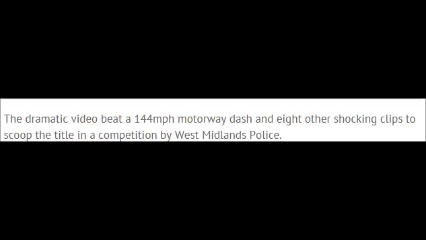 The dramatic video beat a 144mph motorway dash and eight other shocking clips to
scoop the title in a competition by West Midlands Police.